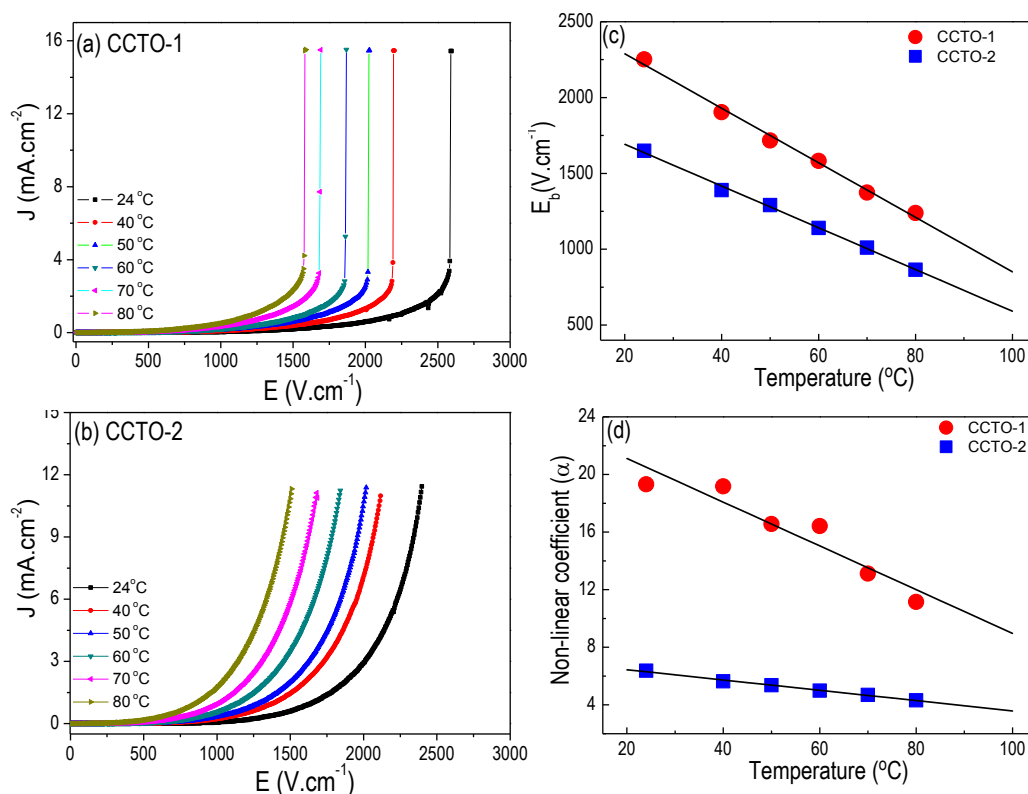 (a) CCTO-1
J (mA.cm⁻²)
16
12
8
4
0
24 °C
40 °C
50 °C
60 °C
70 °C
80 °C
0 500 1000 1500 2000 2500 3000
E (V.cm⁻¹)
(b) CCTO-2
J (mA.cm⁻²)
15
12
9
6
3
0
24°C
40 °C
50 °C
60 °C
70 °C
80 °C
0 500 1000 1500 2000 2500 3000
E (V.cm⁻¹)
(c)
CCTO-1
CCTO-2
E_b(V.cm⁻¹)
2500
2250
2000
1500
1000
500
20 40 60 80 100
Temperature (ºC)
(d)
CCTO-1
CCTO-2
Non-linear coefficient (α)
24
20
16
12
8
4
20 40 60 80 100
Temperature (ºC)